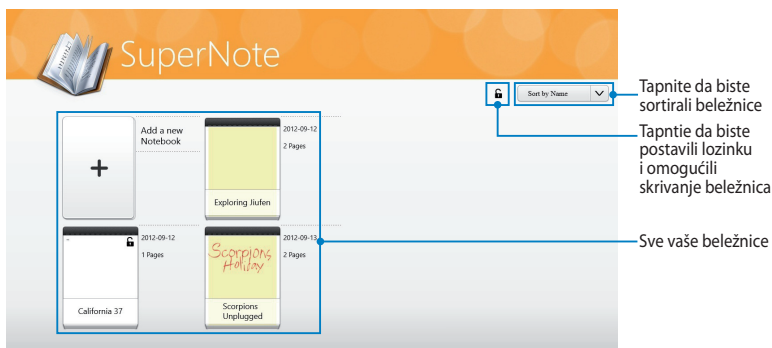 SuperNote
Sort by Name
Tapnite da biste
sortirali beležnice
Tapntie da biste
postavili lozinku
i omogućili
skrivanje beležnica
Add a new
Notebook
2012-09-12
2 Pages
Exploring Jiufen
2012-09-12
1 Pages
California 37
Scorpions
Holiday
2012-09-13
2 Pages
Scorpions
Unplugged
Sve vaše beležnice